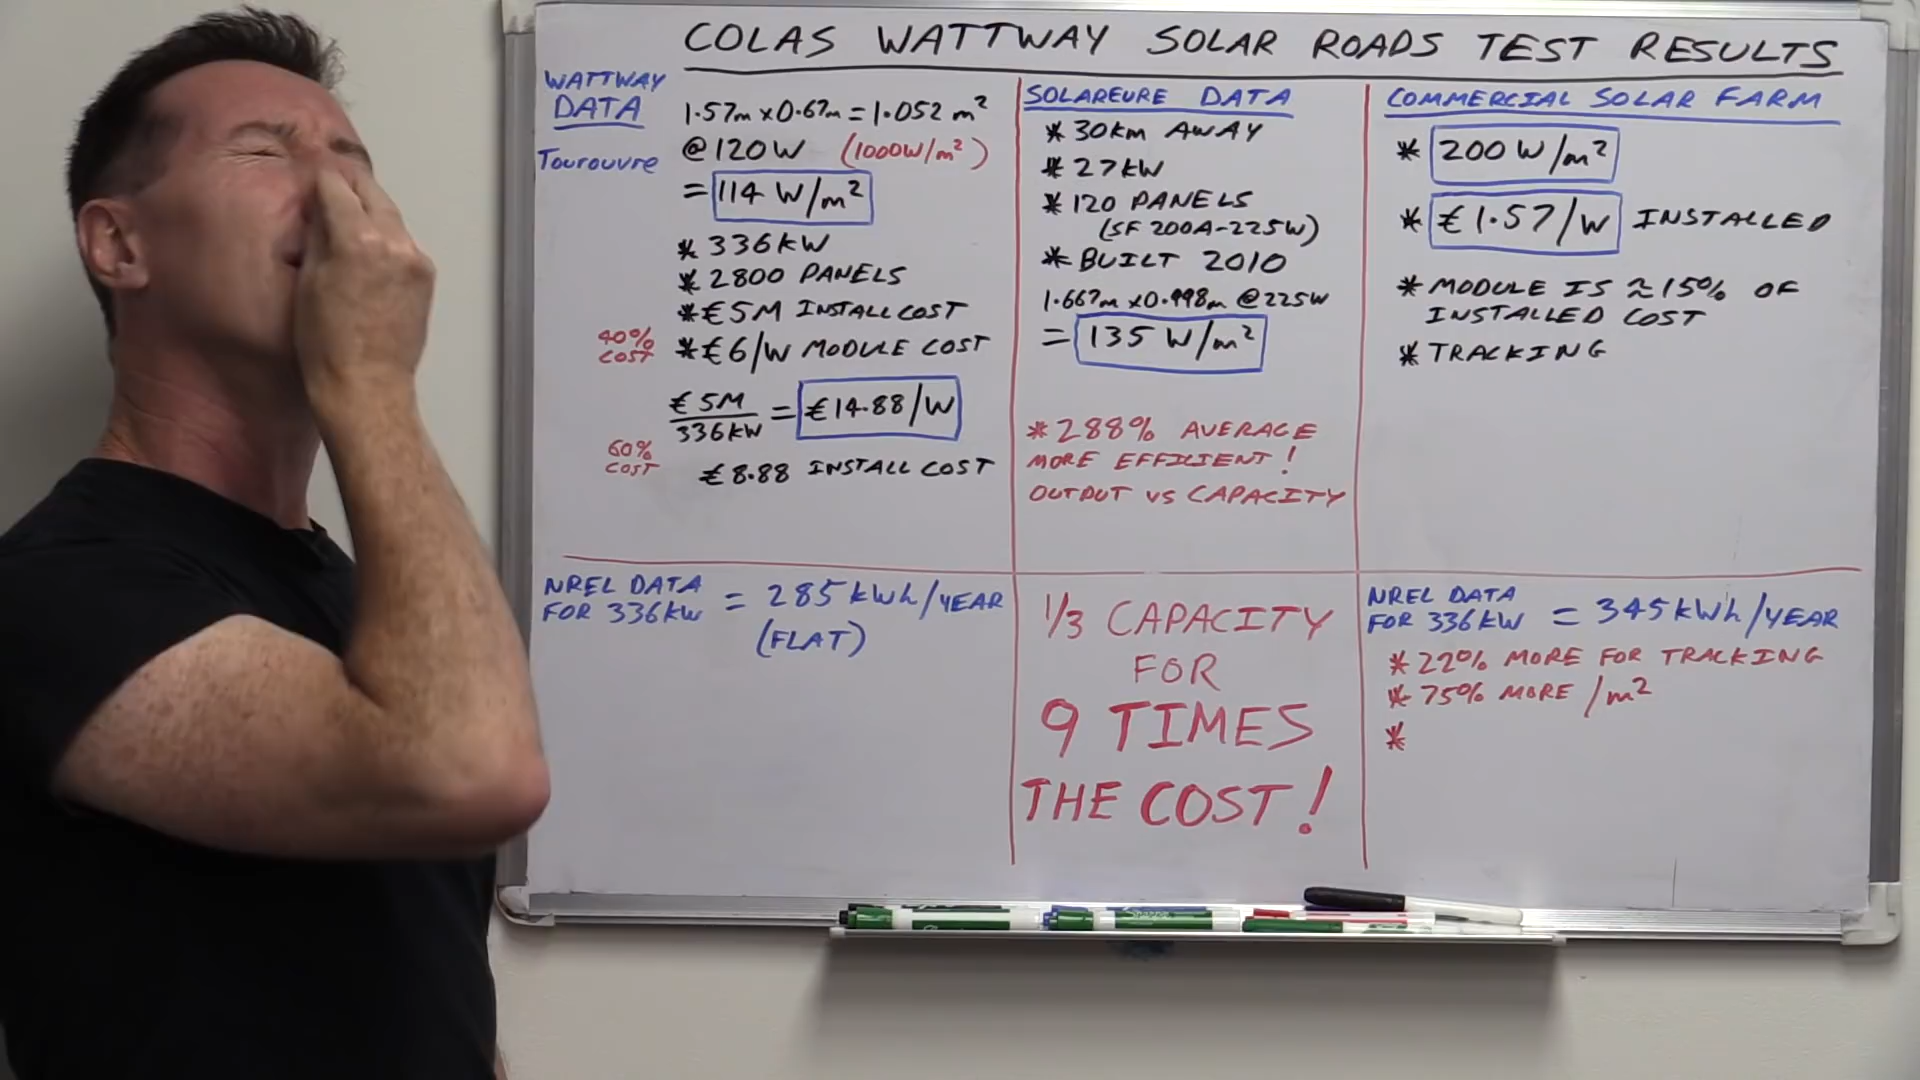 COLAS WATTWAY SOLAR ROADS TEST RESULTS
WATTWAY
DATA
Tourouvre
1.57m x 0.67m = 1.052 m²
@ 120W (1000W/m²)
= 114 W/m²
* 336kW
* 2800 PANELS
* €5M INSTALL COST
40%
COST
* €6/W MODULE COST
€5M
336kW
= €14.88/W
60%
COST
€8.88 INSTALL COST
SOLAREURE DATA
* 30km AWAY
* 27kW
* 120 PANELS
(SF 200A-225W)
* BUILT 2010
1.667m x 0.998m @ 225W
= 135 W/m²
* 288% AVERAGE
MORE EFFICIENT!
OUTPUT VS CAPACITY
COMMERCIAL SOLAR FARM
* 200 W/m²
* €1.57/W INSTALLED
* MODULE IS ≈15% OF
INSTALLED COST
* TRACKING
NREL DATA
FOR 336kW = 285 kWh/YEAR
(FLAT)
1/3 CAPACITY
FOR
9 TIMES
THE COST!
NREL DATA
FOR 336kW = 345kWh/YEAR
* 22% MORE FOR TRACKING
* 75% MORE /m²
*